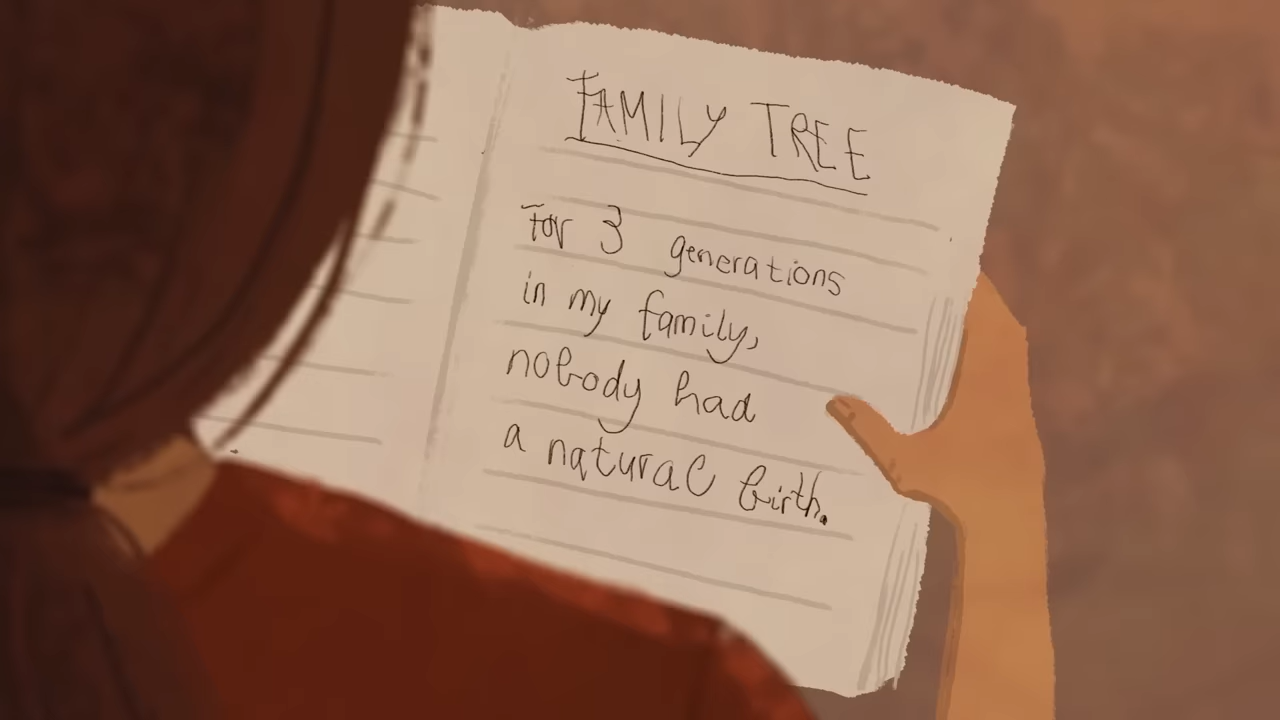 FAMILY TREE
for 3 generations
in my family,
nobody had
a natural birth.